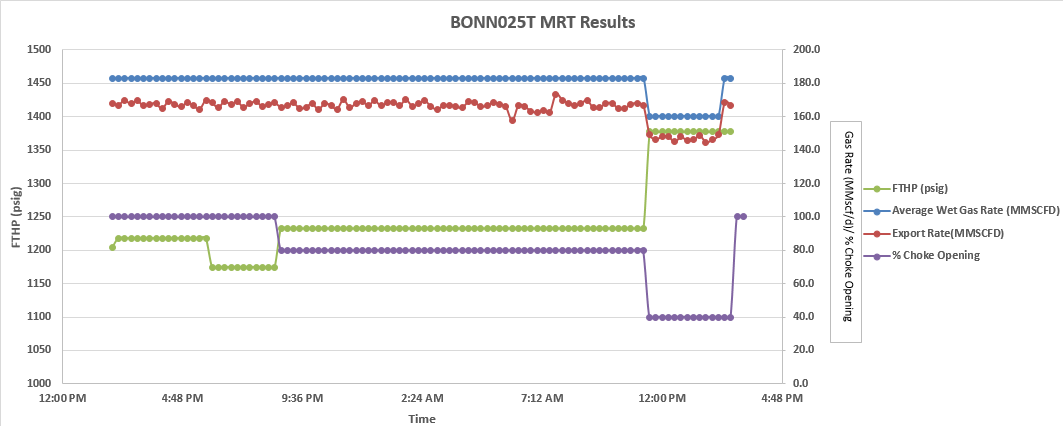 BONN025T MRT Results
1500
1450
1400
1350
1300
1250
1200
1150
1100
1050
1000
FTHP (psig)
200.0
180.0
160.0
140.0
120.0
100.0
80.0
60.0
40.0
20.0
0.0
Gas Rate (MMscf/d)/ % Choke Opening
12:00 PM
4:48 PM
9:36 PM
2:24 AM
7:12 AM
12:00 PM
4:48 PM
Time
FTHP (psig)
Average Wet Gas Rate (MMSCFD)
Export Rate(MMSCFD)
% Choke Opening